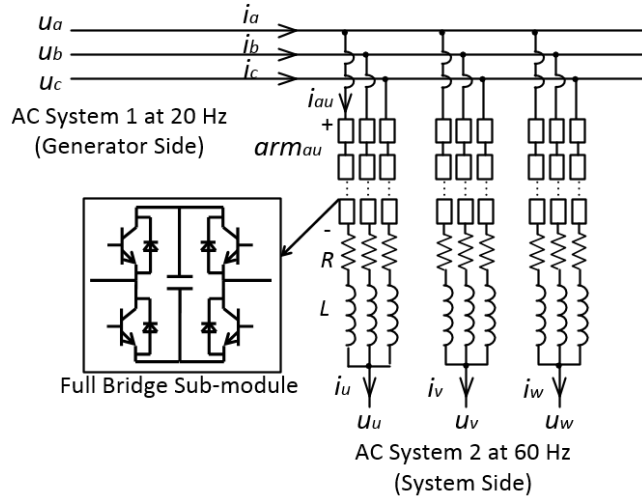 ua
ia
ub
ib
uc
ic
AC System 1 at 20 Hz
(Generator Side)
iau
+
armau
-
R
L
Full Bridge Sub-module
iu
iv
iw
uu
uv
uw
AC System 2 at 60 Hz
(System Side)